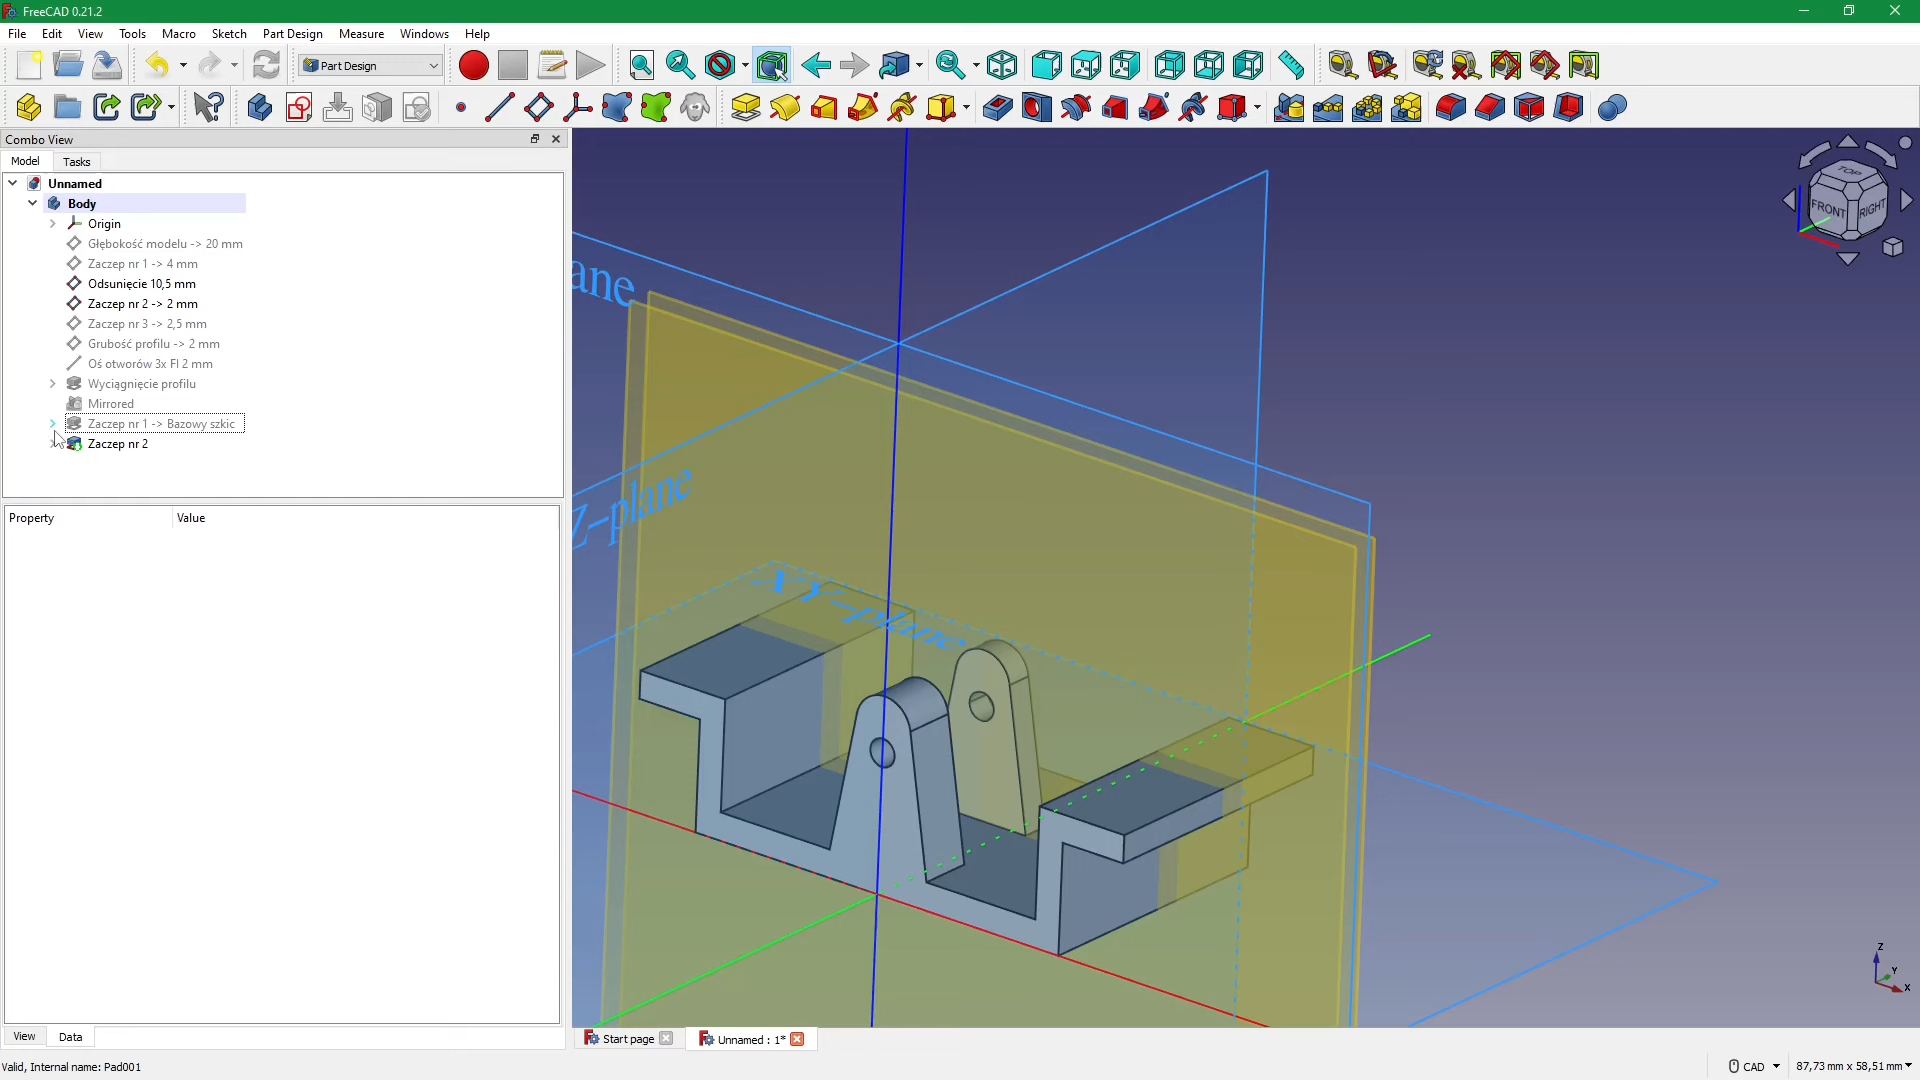 FreeCAD 0.21.2
File Edit View Tools Macro Sketch Part Design Measure Windows Help
Part Design
Combo View
Model Tasks
Unnamed
Body
Origin
Głębokość modelu -> 20 mm
Zaczep nr 1 -> 4 mm
Odsunięcie 10,5 mm
Zaczep nr 2 -> 2 mm
Zaczep nr 3 -> 2,5 mm
Grubość profilu -> 2 mm
Oś otworów 3x FI 2 mm
Wyciągnięcie profilu
Mirrored
Zaczep nr 1 -> Bazowy szkic
Zaczep nr 2
Property Value
ane
Z-plane
XY-plane
TOP
FRONT RIGHT
Z
Y
X
View Data
Start page Unnamed : 1*
Valid, Internal name: Pad001
CAD 87,73 mm x 58,51 mm